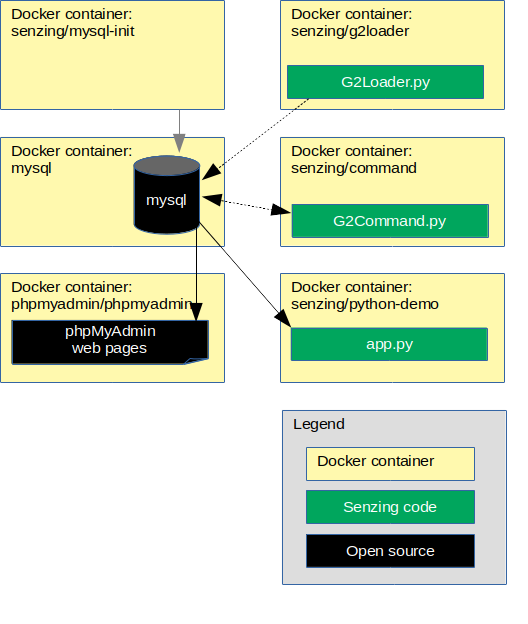 Docker container:
senzing/mysql-init
Docker container:
senzing/g2loader
G2Loader.py
Docker container:
mysql
mysql
Docker container:
senzing/command
G2Command.py
Docker container:
phpmyadmin/phpmyadmin
phpMyAdmin
web pages
Docker container:
senzing/python-demo
app.py
Legend
Docker container
Senzing code
Open source